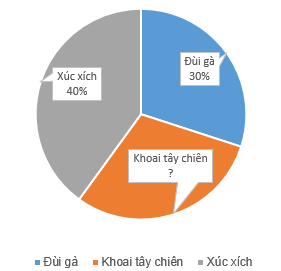 Đùi gà
30%
Xúc xích
40%
Khoai tây chiên
?
Đùi gà Khoai tây chiên Xúc xích